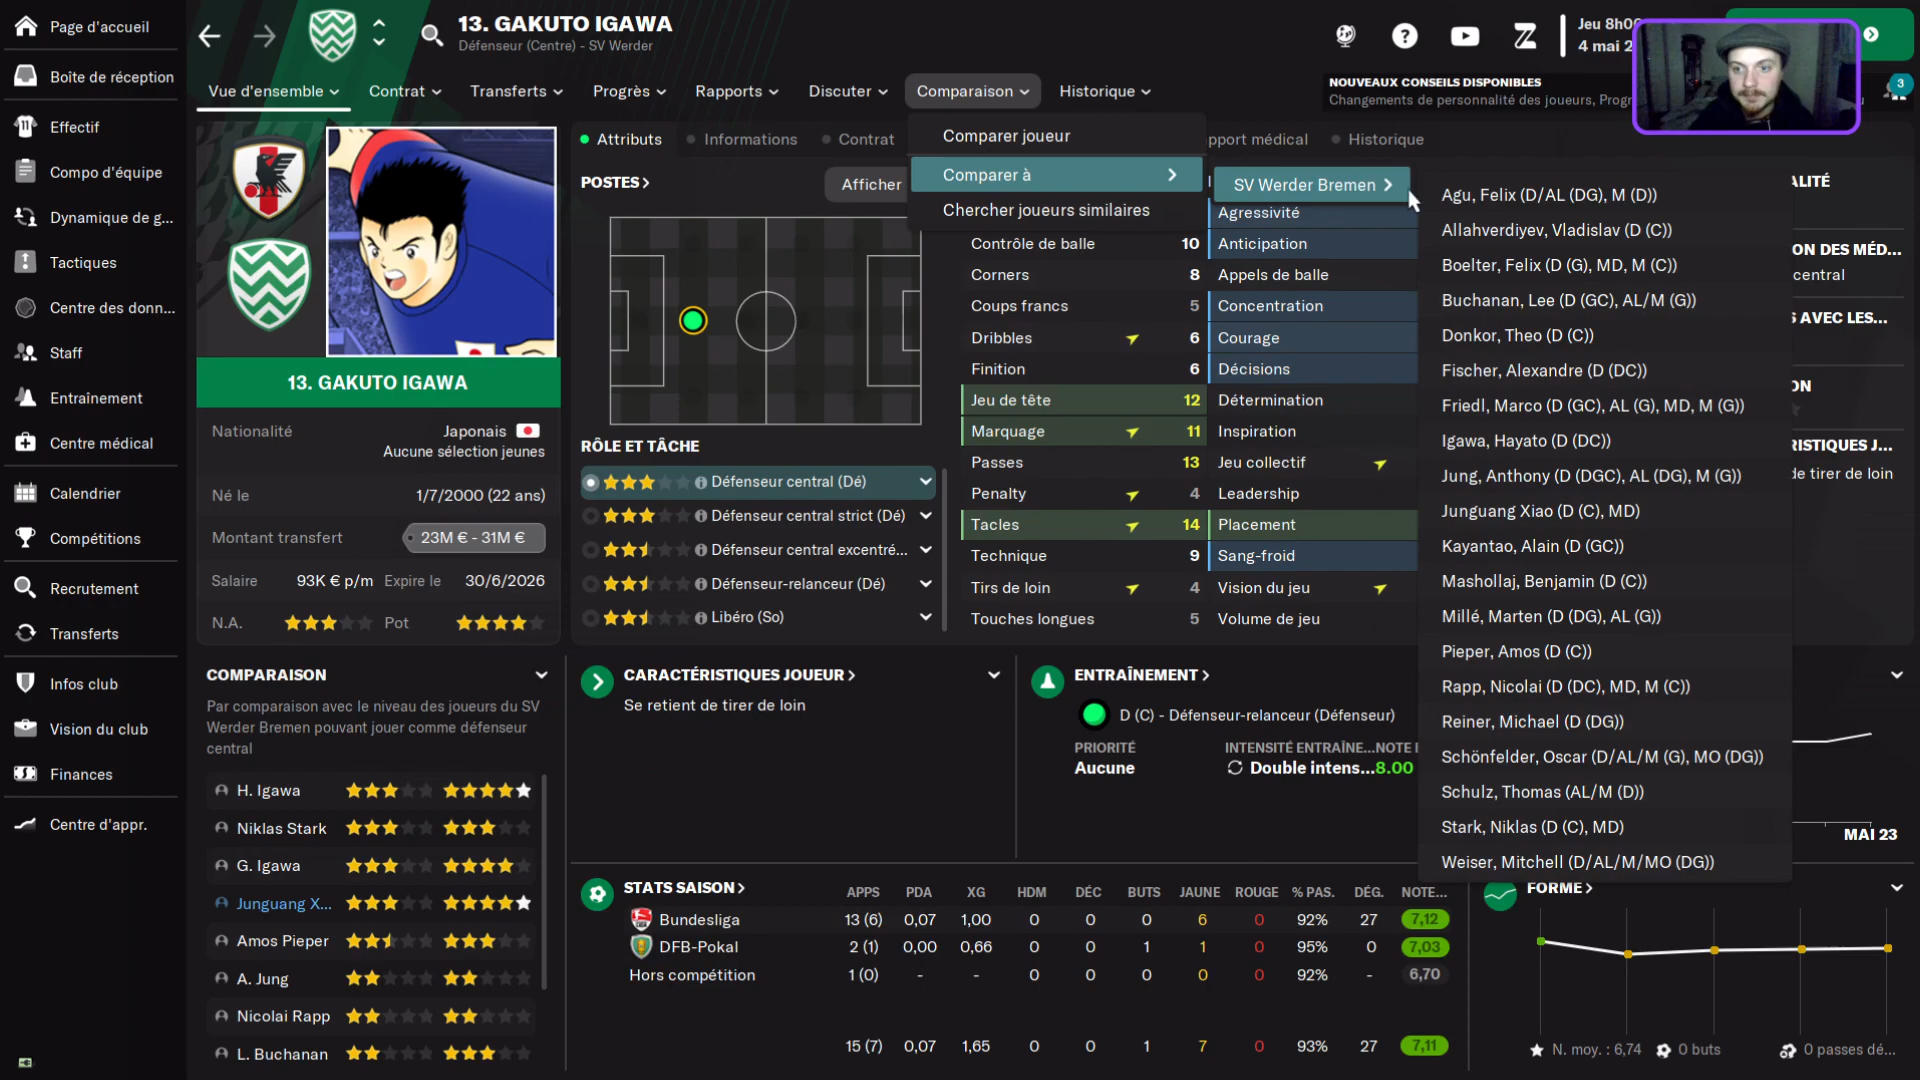 Page d'accueil
Boîte de réception
Effectif
Compo d'équipe
Dynamique de g...
Tactiques
Centre des donn...
Staff
Entraînement
Centre médical
Calendrier
Compétitions
Recrutement
Transferts
Infos club
Vision du club
Finances
Centre d'appr.
13. GAKUTO IGAWA
Défenseur (Centre) - SV Werder
Jeu 8h00
4 mai 2
Vue d'ensemble
Contrat
Transferts
Progrès
Rapports
Discuter
Comparaison
Historique
NOUVEAUX CONSEILS DISPONIBLES
Changements de personnalité des joueurs, Progr
3
Comparer joueur
Comparer à
Chercher joueurs similaires
SV Werder Bremen
Agu, Felix (D/AL (DG), M (D))
Allahverdiyev, Vladislav (D (C))
Boelter, Felix (D (G), MD, M (C))
Buchanan, Lee (D (GC), AL/M (G))
Donkor, Theo (D (C))
Fischer, Alexandre (D (DC))
Friedl, Marco (D (GC), AL (G), MD, M (G))
Igawa, Hayato (D (DC))
Jung, Anthony (D (DGC), AL (DG), M (G))
Junguang Xiao (D (C), MD)
Kayantao, Alain (D (GC))
Mashollaj, Benjamin (D (C))
Millé, Marten (D (DG), AL (G))
Pieper, Amos (D (C))
Rapp, Nicolai (D (DC), MD, M (C))
Reiner, Michael (D (DG))
Schönfelder, Oscar (D/AL/M (G), MO (DG))
Schulz, Thomas (AL/M (D))
Stark, Niklas (D (C), MD)
Weiser, Mitchell (D/AL/M/MO (DG))
Attributs
Informations
Contrat
pport médical
Historique
13. GAKUTO IGAWA
Nationalité
Japonais
Aucune sélection jeunes
Né le
1/7/2000 (22 ans)
Montant transfert
23M € - 31M €
Salaire 93K € p/m Expire le 30/6/2026
N.A. Pot
POSTES
Afficher
RÔLE ET TÂCHE
Défenseur central (Dé)
Défenseur central strict (Dé)
Défenseur central excentré...
Défenseur-relanceur (Dé)
Libéro (So)
Contrôle de balle 10
Corners 8
Coups francs 5
Dribbles 6
Finition 6
Jeu de tête 12
Marquage 11
Passes 13
Penalty 4
Tacles 14
Technique 9
Tirs de loin 4
Touches longues 5
Agressivité
Anticipation
Appels de balle
Concentration
Courage
Décisions
Détermination
Inspiration
Jeu collectif
Leadership
Placement
Sang-froid
Vision du jeu
Volume de jeu
ALITÉ
ON DES MÉD...
central
S AVEC LES...
ON
RISTIQUES J...
de tirer de loin
COMPARAISON
Par comparaison avec le niveau des joueurs du SV
Werder Bremen pouvant jouer comme défenseur
central
H. Igawa
Niklas Stark
G. Igawa
Junguang X...
Amos Pieper
A. Jung
Nicolai Rapp
L. Buchanan
CARACTÉRISTIQUES JOUEUR
Se retient de tirer de loin
ENTRAÎNEMENT
D (C) - Défenseur-relanceur (Défenseur)
PRIORITÉ
Aucune
INTENSITÉ ENTRAÎNE...
Double intens...
NOTE
8.00
MAI 23
STATS SAISON APPS PDA XG HDM DÉC BUTS JAUNE ROUGE % PAS. DÉG. NOTE...
Bundesliga 13 (6) 0,07 1,00 0 0 0 6 0 92% 27 7,12
DFB-Pokal 2 (1) 0,00 0,66 0 0 1 1 0 95% 0 7,03
Hors compétition 1 (0) - - 0 0 0 0 0 92% - 6,70
15 (7) 0,07 1,65 0 0 1 7 0 93% 27 7,11
FORME
N. moy. : 6,74 0 buts 0 passes dé...